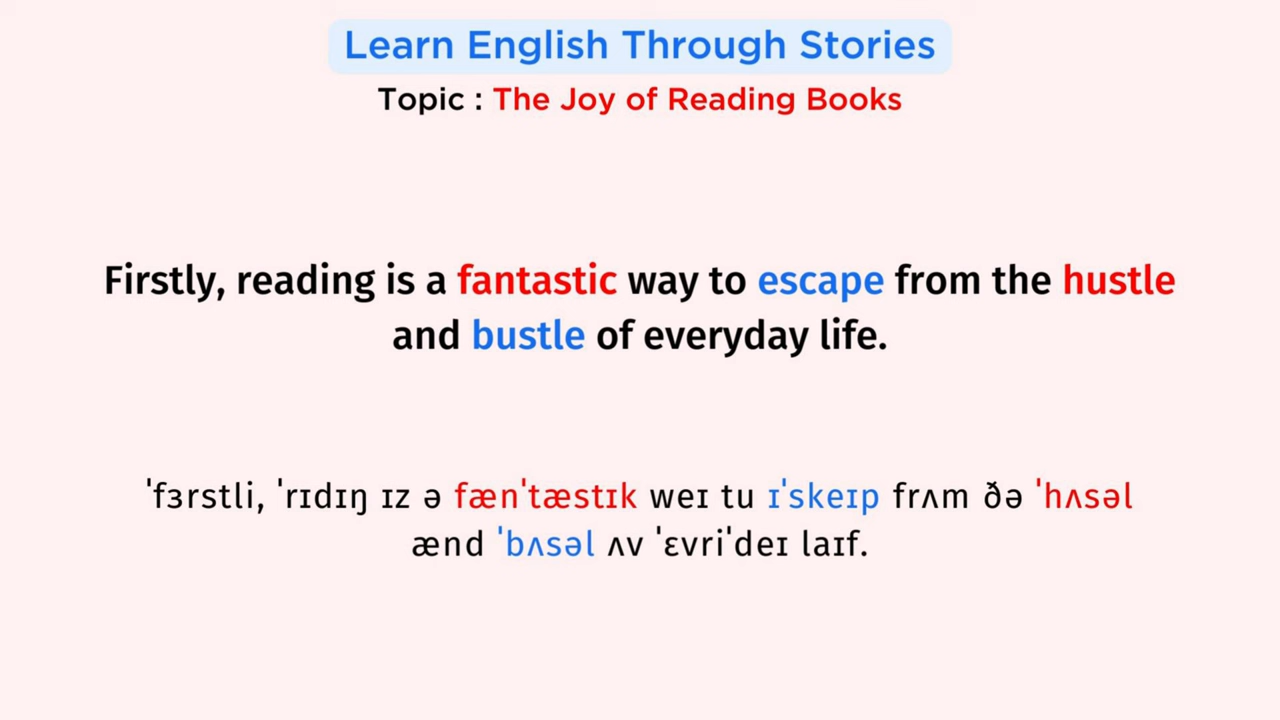 Learn English Through Stories
Topic : The Joy of Reading Books
Firstly, reading is a fantastic way to escape from the hustle
and bustle of everyday life.
ˈfɜrstli, ˈrɪdɪŋ ɪz ə fænˈtæstɪk weɪ tu ɪˈskeɪp frʌm ðə ˈhʌsəl
ænd ˈbʌsəl ʌv ˈɛvriˈdeɪ laɪf.